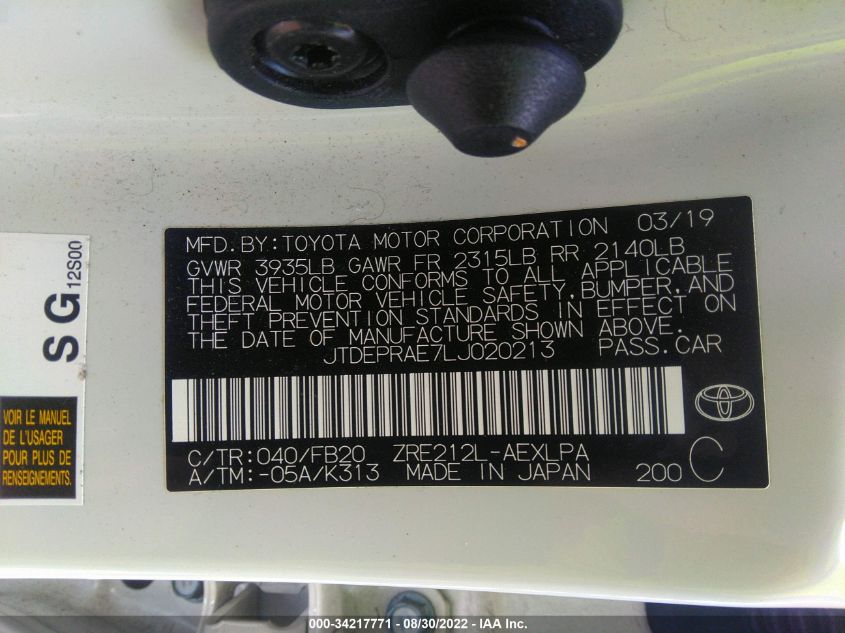 MFD. BY: TOYOTA MOTOR CORPORATION 03/19
GVWR 3935LB GAWR FR 2315LB RR 2140LB
THIS VEHICLE CONFORMS TO ALL APPLICABLE
FEDERAL MOTOR VEHICLE SAFETY, BUMPER, AND
THEFT PREVENTION STANDARDS IN EFFECT ON
THE DATE OF MANUFACTURE SHOWN ABOVE.
JTDEPRAE7LJ020213 PASS. CAR
C/TR: 040/FB20 ZRE212L-AEXLPA
A/TM: -05A/K313 MADE IN JAPAN 200 C
S G 12S00
VOIR LE MANUEL
DE L'USAGER
POUR PLUS DE
RENSEIGNEMENTS.
000-34217771 - 08/30/2022 - IAA Inc.